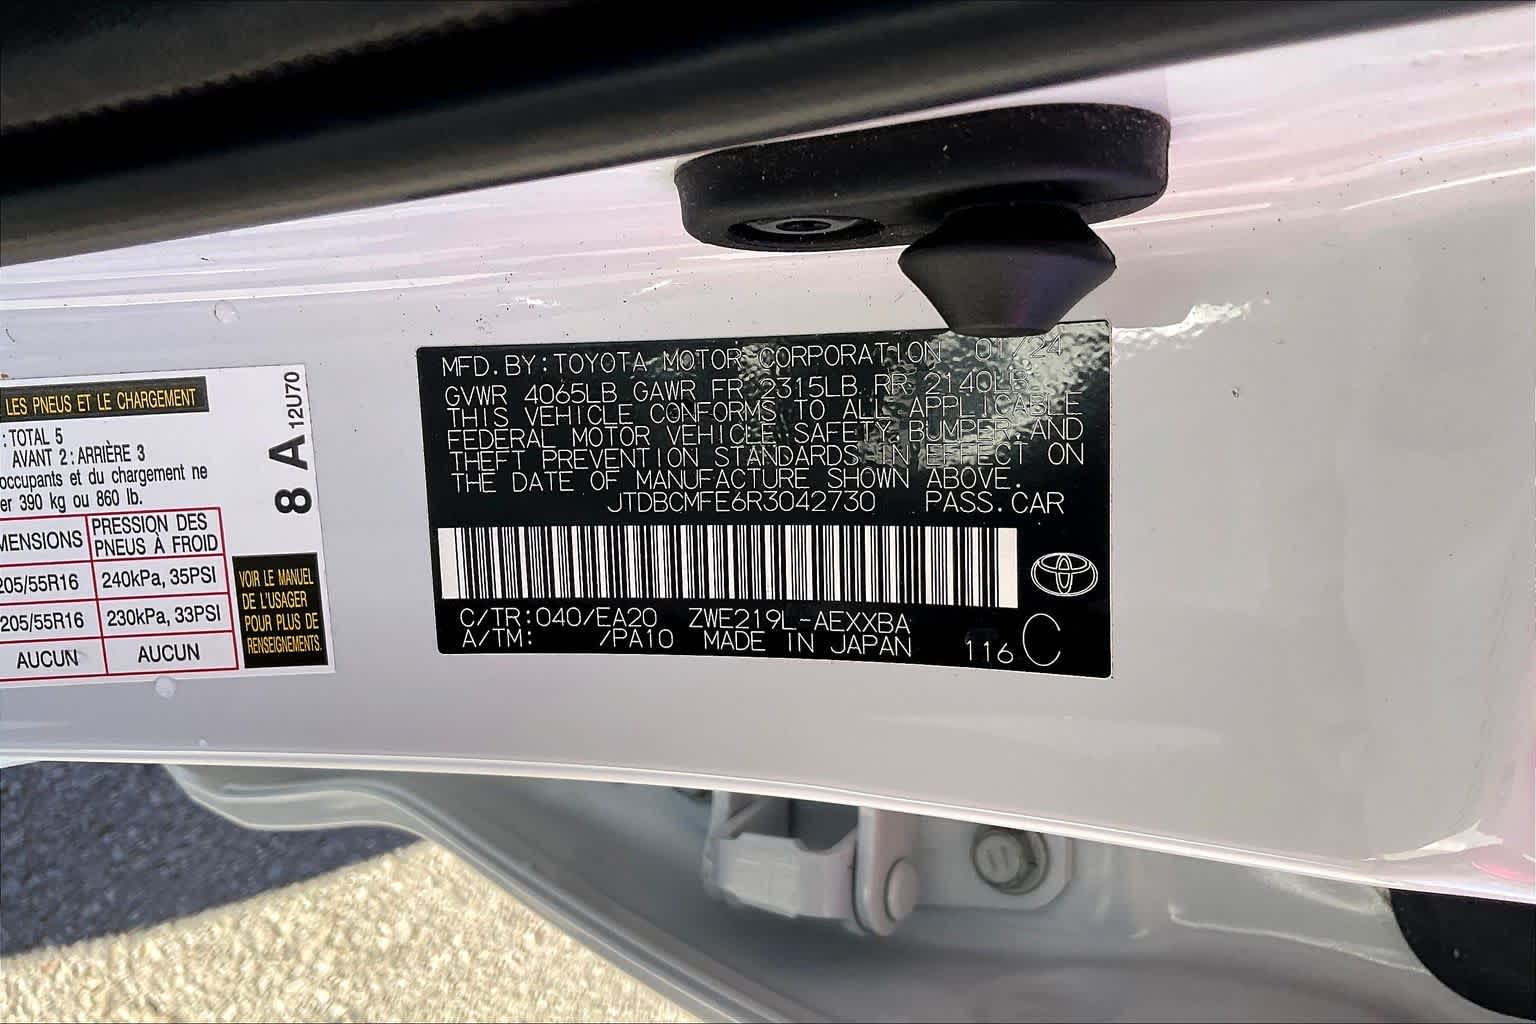 LES PNEUS ET LE CHARGEMENT
: TOTAL 5
AVANT 2 : ARRIÈRE 3
occupants et du chargement ne
er 390 kg ou 860 lb.
MENSIONS PRESSION DES PNEUS À FROID
205/55R16 240kPa, 35PSI
205/55R16 230kPa, 33PSI
AUCUN AUCUN
8 A 12U70
VOIR LE MANUEL
DE L'USAGER
POUR PLUS DE
RENSEIGNEMENTS.
MFD.BY:TOYOTA MOTOR CORPORATION 01/24
GVWR 4065LB GAWR FR 2315LB RR 2140LB
THIS VEHICLE CONFORMS TO ALL APPLICABLE
FEDERAL MOTOR VEHICLE SAFETY, BUMPER, AND
THEFT PREVENTION STANDARDS IN EFFECT ON
THE DATE OF MANUFACTURE SHOWN ABOVE.
JTDBCMFE6R3042730 PASS.CAR
C/TR:040/EA20 ZWE219L-AEXXBA
A/TM: /PA10 MADE IN JAPAN 116 C